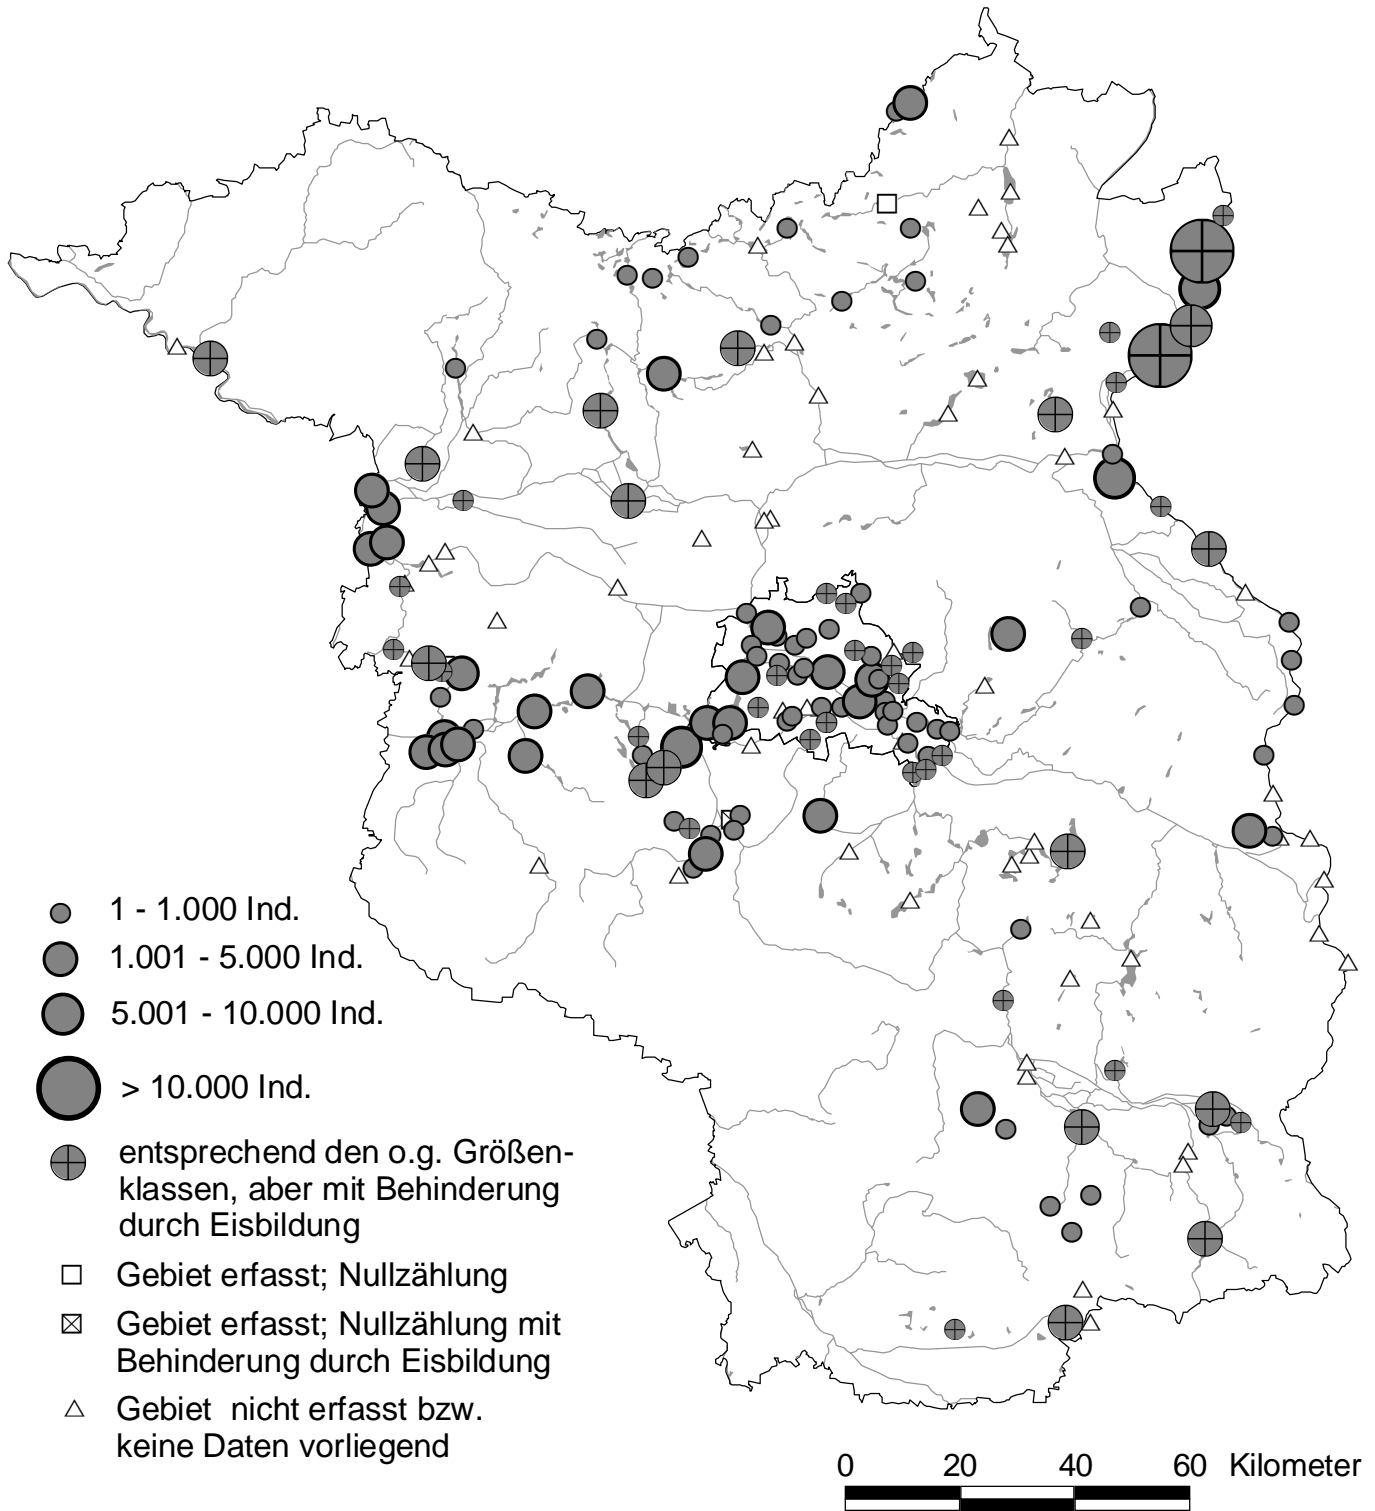 1 - 1.000 Ind.
1.001 - 5.000 Ind.
5.001 - 10.000 Ind.
> 10.000 Ind.
entsprechend den o.g. Größen-
klassen, aber mit Behinderung
durch Eisbildung
Gebiet erfasst; Nullzählung
Gebiet erfasst; Nullzählung mit
Behinderung durch Eisbildung
Gebiet nicht erfasst bzw.
keine Daten vorliegend
0 20 40 60 Kilometer